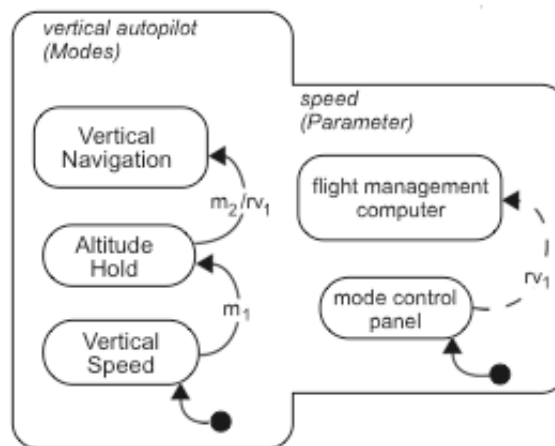 vertical autopilot
(Modes)
Vertical
Navigation
m2/rv1
Altitude
Hold
m1
Vertical
Speed
speed
(Parameter)
flight management
computer
rv1
mode control
panel